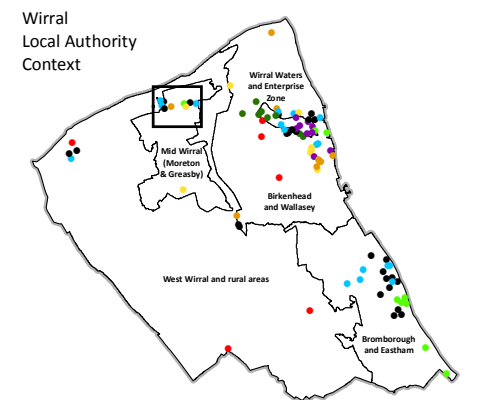 Wirral
Local Authority
Context
Wirral Waters
and Enterprise
Zone
Mid Wirral
(Moreton
& Greasby)
Birkenhead
and Wallasey
West Wirral and rural areas
Bromborough
and Eastham